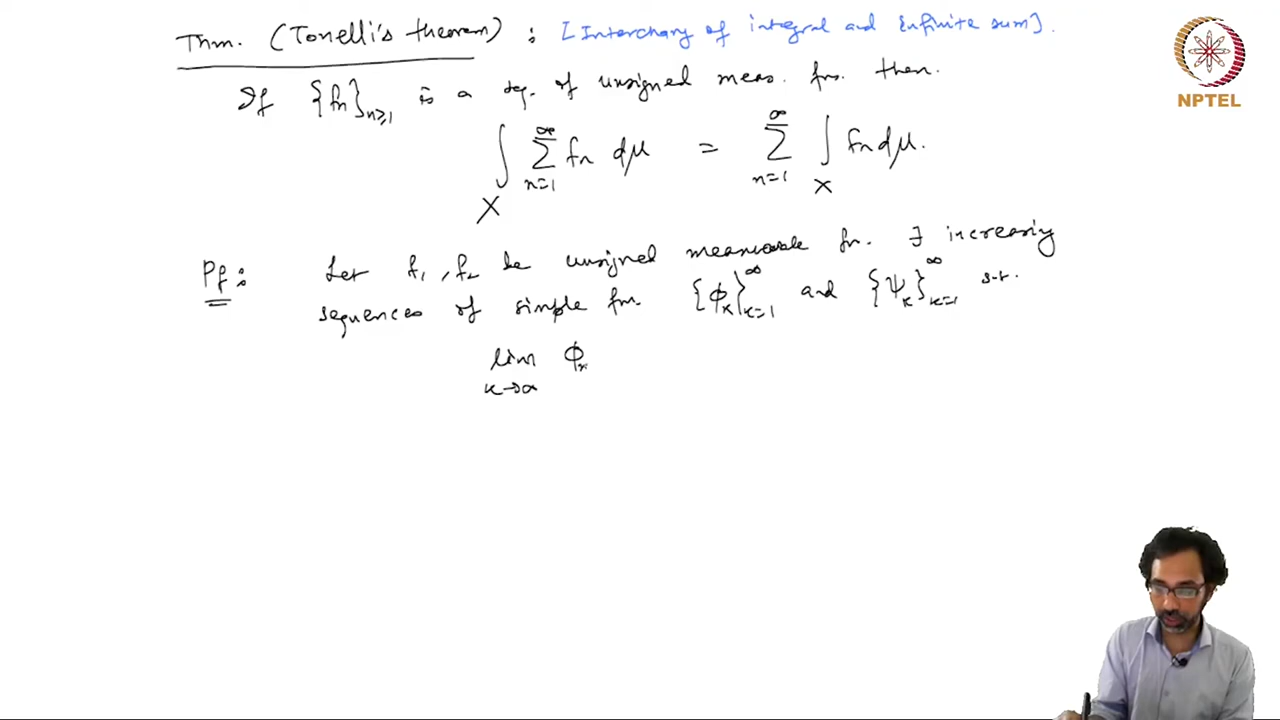 Thm. (Tonelli's theorem) : [Interchang of integral and infinite sum].
If {fn}n≥1 is a seq. of unsigned meas. fns. then.
∫X ∑n=1^∞ fn dμ = ∑n=1^∞ ∫X fn dμ.
Pf: Let f1, f2 be unsigned measurable fn. ∃ increasing
sequences of simple fns. {ϕk}k=1^∞ and {ψk}k=1^∞ s.t.
lim k→∞ ϕk
NPTEL